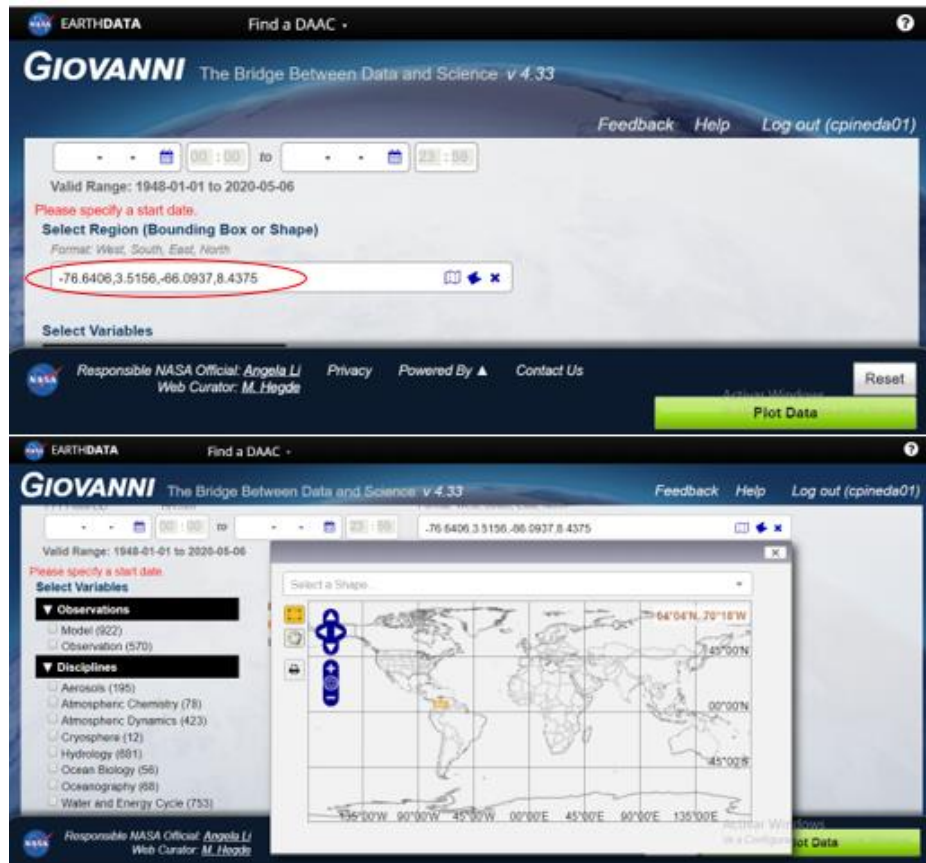 EARTHDATA Find a DAAC
GIOVANNI The Bridge Between Data and Science v 4.33
Feedback Help Log out (cpineda01)
- - 00 : 00 to - - 23 : 59
Valid Range: 1948-01-01 to 2020-05-06
Please specify a start date.
Select Region (Bounding Box or Shape)
Format: West, South, East, North
-76.6406,3.5156,-66.0937,8.4375
Select Variables
Responsible NASA Official: Angela Li Privacy Powered By ▲ Contact Us
Web Curator: M. Hegde
Reset
Activar Windows
Plot Data
EARTHDATA Find a DAAC
GIOVANNI The Bridge Between Data and Science v 4.33 Feedback Help Log out (cpineda01)
- - 00 : 00 to - - 23 : 59 -76.6406,3.5156,-66.0937,8.4375
Valid Range: 1948-01-01 to 2020-05-06
Please specify a start date.
Select Variables
Select a Shape...
▼ Observations
Model (922)
Observation (570)
▼ Disciplines
Aerosols (195)
Atmospheric Chemistry (78)
Atmospheric Dynamics (423)
Cryosphere (12)
Hydrology (681)
Ocean Biology (56)
Oceanography (68)
Water and Energy Cycle (753)
64°04'N, 70°18'W
45°00'N
00°00'N
45°00'S
135°00'W 90°00'W 45°00'W 00°00'E 45°00'E 90°00'E 135°00'E
Activar Windows
Responsible NASA Official: Angela Li
Web Curator: M. Hegde
Plot Data